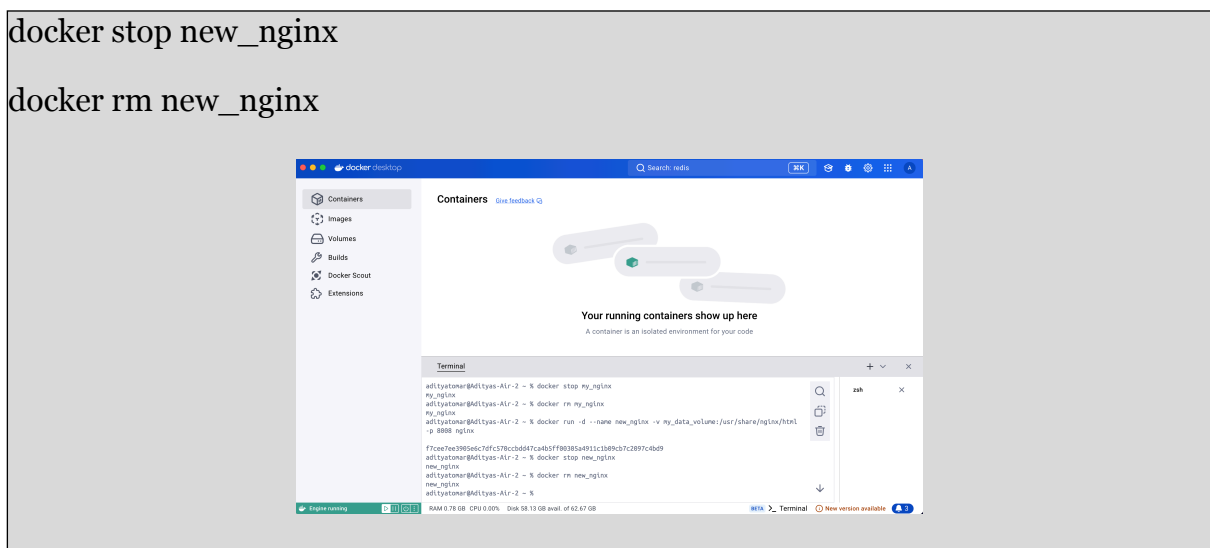 docker stop new_nginx
docker rm new_nginx
docker desktop
Search: redis
⌘K
A
Containers
Images
Volumes
Builds
Docker Scout
Extensions
Containers Give feedback
Your running containers show up here
A container is an isolated environment for your code
Terminal
zsh
adityatomar@Adityas-Air-2 ~ % docker stop my_nginx
my_nginx
adityatomar@Adityas-Air-2 ~ % docker rm my_nginx
my_nginx
adityatomar@Adityas-Air-2 ~ % docker run -d --name new_nginx -v my_data_volume:/usr/share/nginx/html
-p 8008 nginx
adityatomar@Adityas-Air-2 ~ % docker stop new_nginx
new_nginx
adityatomar@Adityas-Air-2 ~ % docker rm new_nginx
new_nginx
adityatomar@Adityas-Air-2 ~ %
Engine running
RAM 0.78 GB CPU 0.00% Disk 58.13 GB avail. of 62.67 GB
BETA >_ Terminal
New version available
3